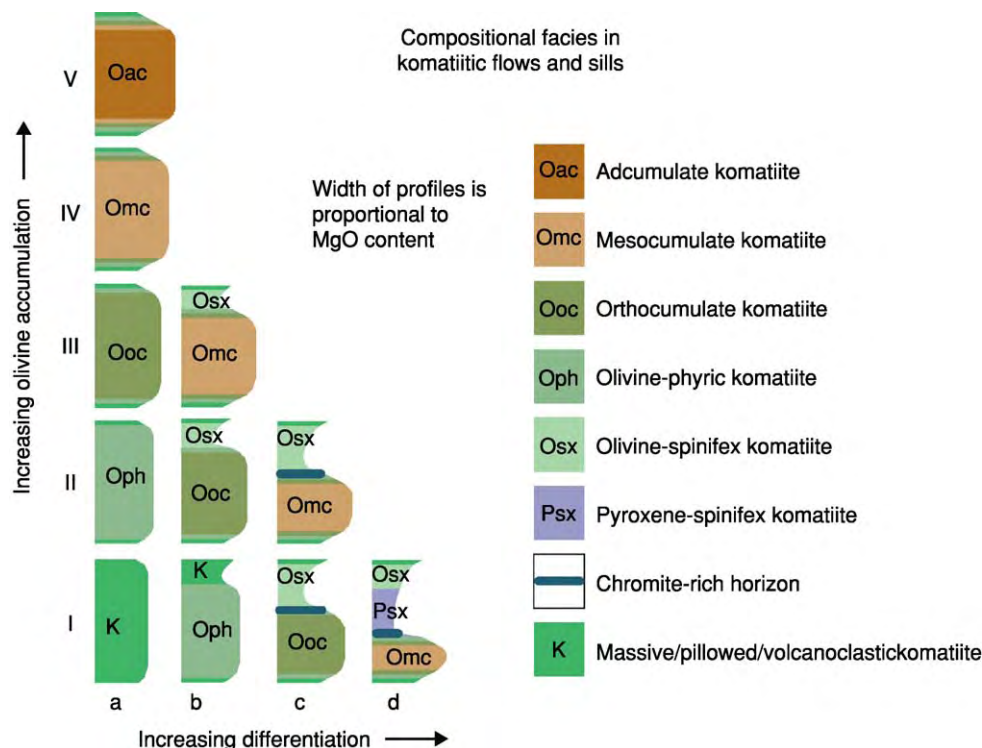 Compositional facies in
komatiitic flows and sills
Width of profiles is
proportional to
MgO content
Increasing olivine accumulation
V
Oac
IV
Omc
III
Ooc
Osx
Omc
II
Oph
Osx
Ooc
Osx
Omc
I
K
K
Oph
Osx
Ooc
Osx
Psx
Omc
a b c d
Increasing differentiation
Oac Adcumulate komatiite
Omc Mesocumulate komatiite
Ooc Orthocumulate komatiite
Oph Olivine-phyric komatiite
Osx Olivine-spinifex komatiite
Psx Pyroxene-spinifex komatiite
Chromite-rich horizon
K Massive/pillowed/volcanoclastickomatiite